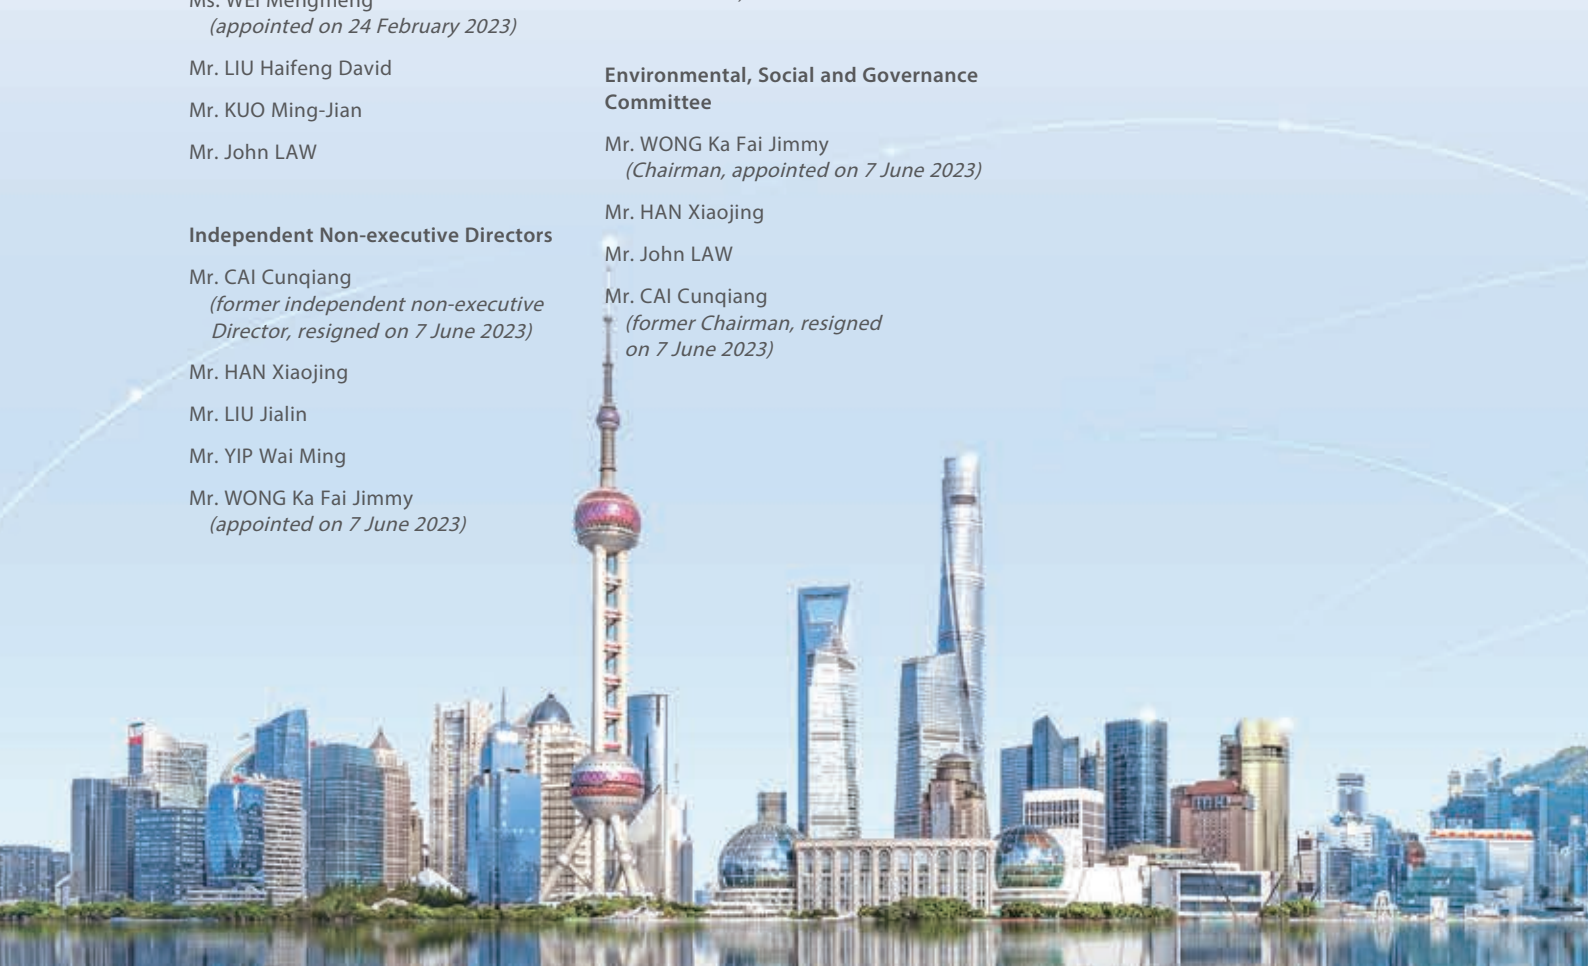 Ms. WEI Mengmeng
(appointed on 24 February 2023)
Mr. LIU Haifeng David
Mr. KUO Ming-Jian
Mr. John LAW
Independent Non-executive Directors
Mr. CAI Cunqiang
(former independent non-executive
Director, resigned on 7 June 2023)
Mr. HAN Xiaojing
Mr. LIU Jialin
Mr. YIP Wai Ming
Mr. WONG Ka Fai Jimmy
(appointed on 7 June 2023)
Environmental, Social and Governance
Committee
Mr. WONG Ka Fai Jimmy
(Chairman, appointed on 7 June 2023)
Mr. HAN Xiaojing
Mr. John LAW
Mr. CAI Cunqiang
(former Chairman, resigned
on 7 June 2023)